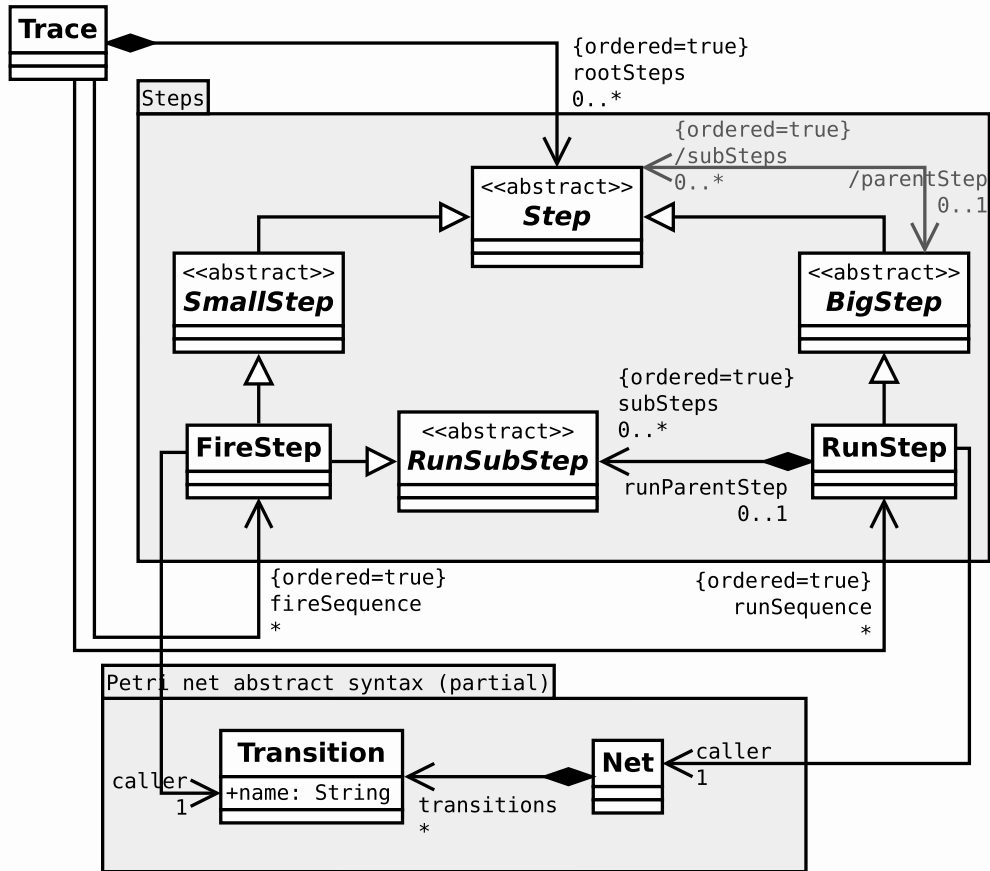 Trace
{ordered=true}
rootSteps
0..*
Steps
{ordered=true}
/subSteps
0..*
/parentStep
0..1
<<abstract>>
Step
<<abstract>>
SmallStep
<<abstract>>
BigStep
{ordered=true}
subSteps
0..*
FireStep
<<abstract>>
RunSubStep
RunStep
runParentStep
0..1
{ordered=true}
fireSequence
*
{ordered=true}
runSequence
*
Petri net abstract syntax (partial)
Transition
+name: String
caller
1
transitions
*
Net
caller
1